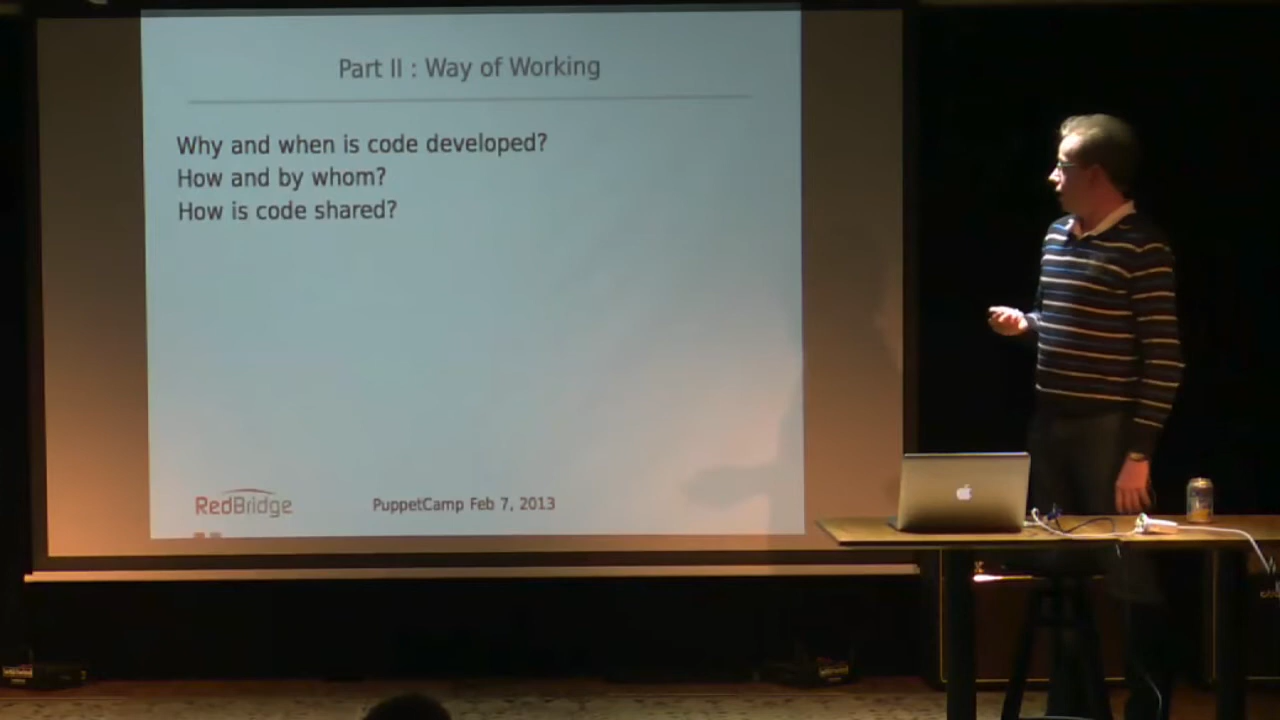 Part II : Way of Working
Why and when is code developed?
How and by whom?
How is code shared?
RedBridge
PuppetCamp Feb 7, 2013